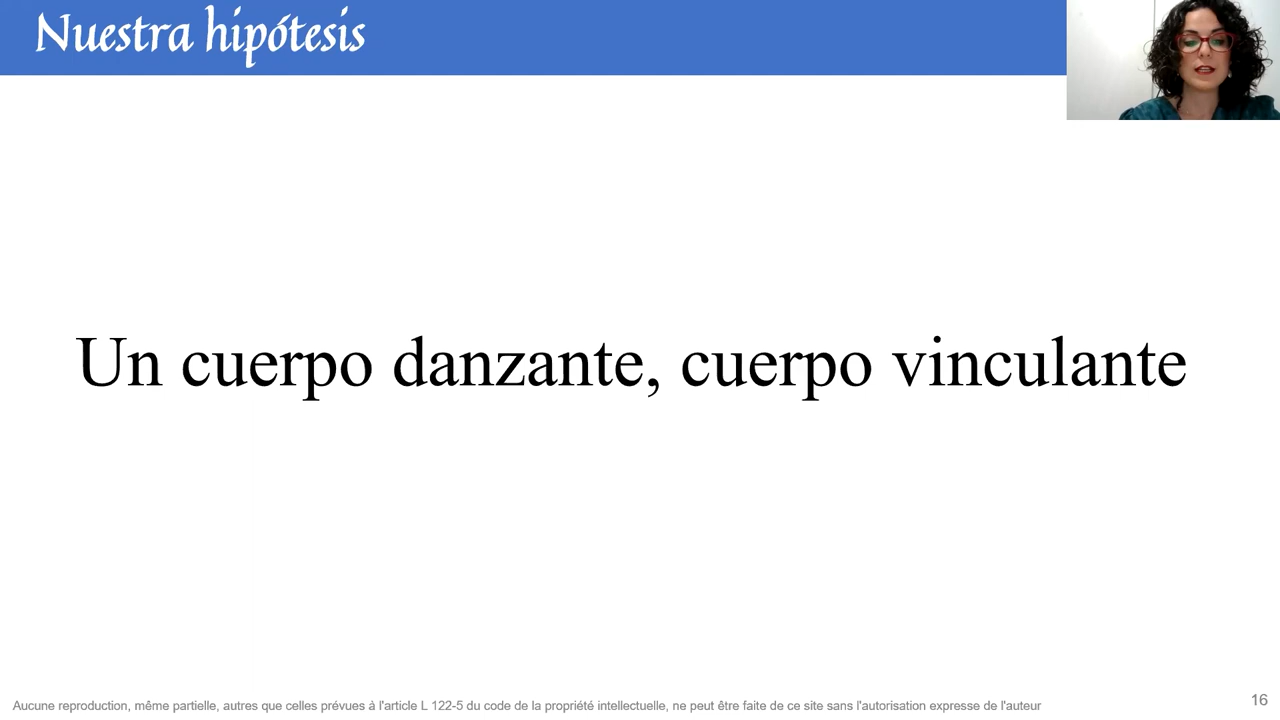 Nuestra hipótesis
Un cuerpo danzante, cuerpo vinculante
Aucune reproduction, même partielle, autres que celles prévues à l'article L 122-5 du code de la propriété intellectuelle, ne peut être faite de ce site sans l'autorisation expresse de l'auteur
16